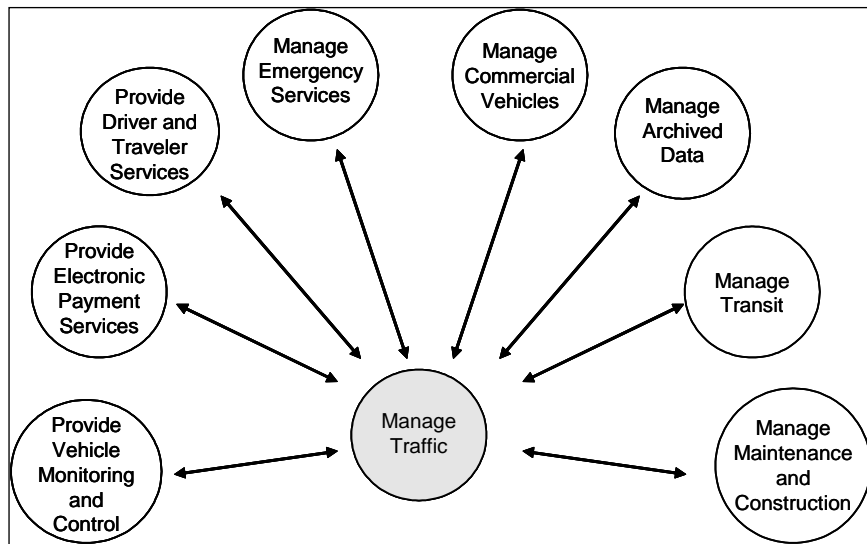 Manage
Emergency
Services
Manage
Commercial
Vehicles
Provide
Driver and
Traveler
Services
Manage
Archived
Data
Provide
Electronic
Payment
Services
Manage
Transit
Manage
Traffic
Provide
Vehicle
Monitoring
and
Control
Manage
Maintenance
and
Construction